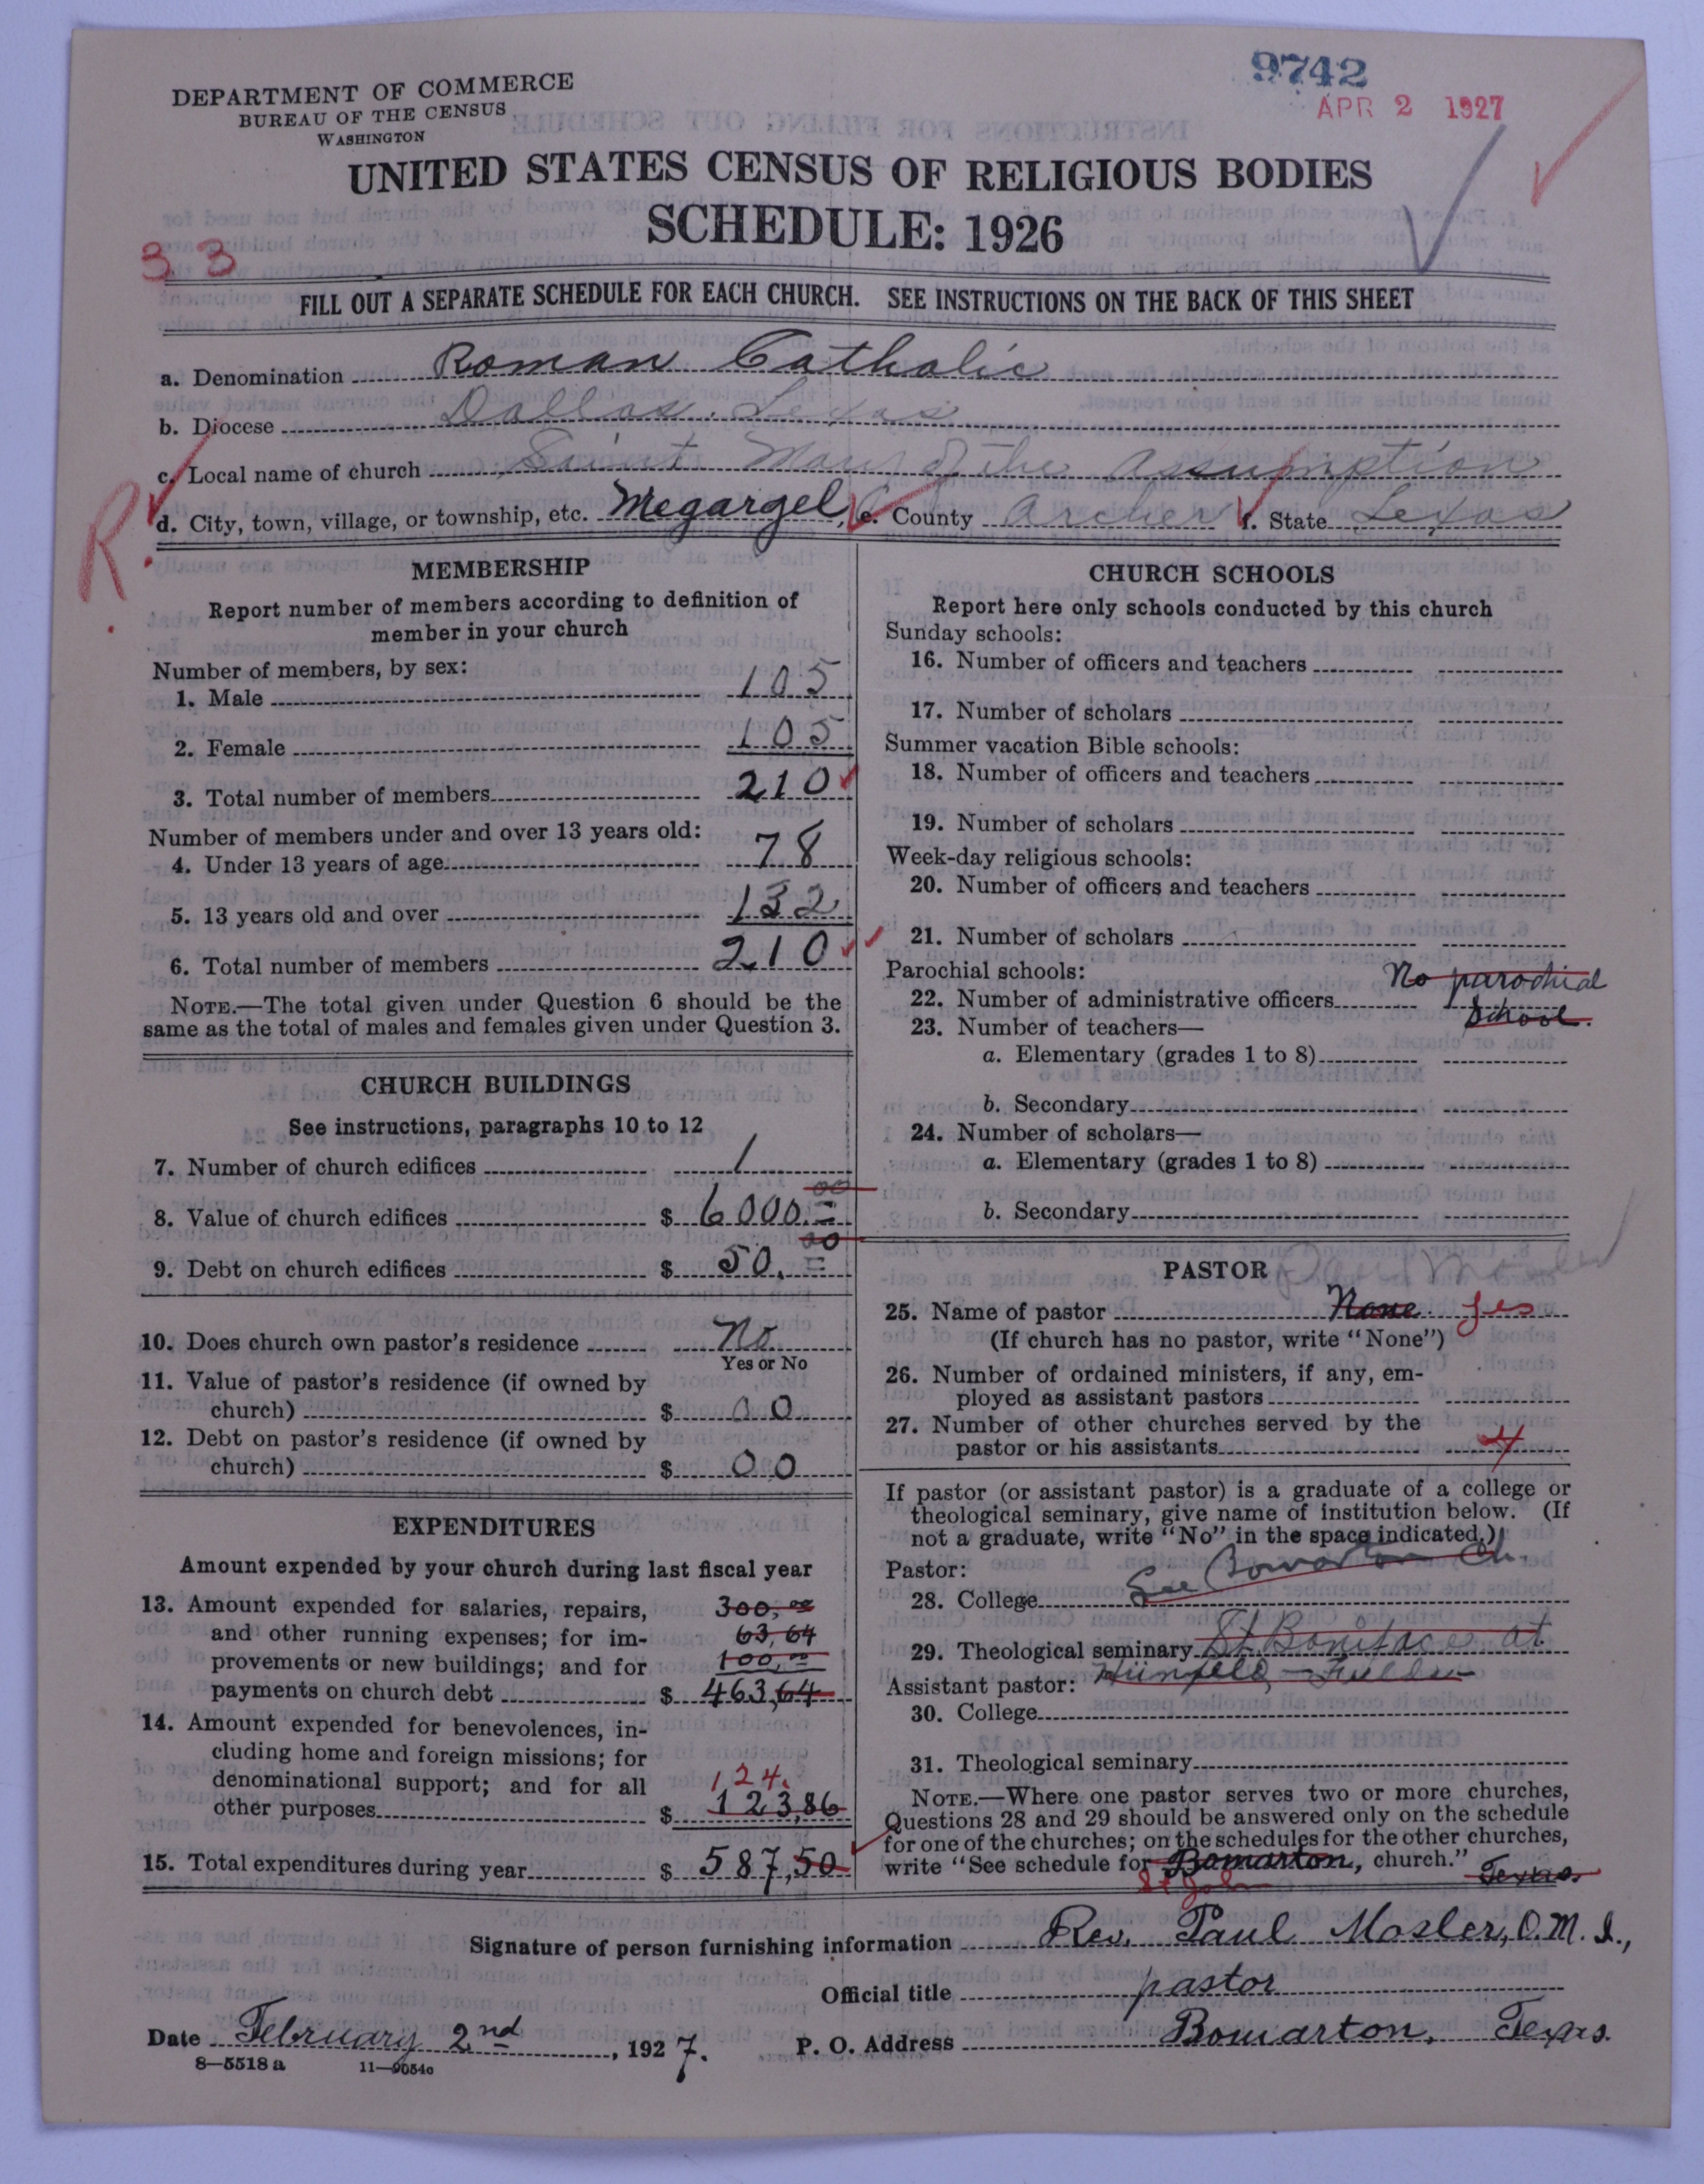 9742
APR 2 1927
DEPARTMENT OF COMMERCE
BUREAU OF THE CENSUS
WASHINGTON
UNITED STATES CENSUS OF RELIGIOUS BODIES
SCHEDULE: 1926
33
FILL OUT A SEPARATE SCHEDULE FOR EACH CHURCH. SEE INSTRUCTIONS ON THE BACK OF THIS SHEET
a. Denomination Roman Catholic
b. Diocese Dallas, Texas
c. Local name of church Saint Mary of the Assumption
R. d. City, town, village, or township, etc. Megargel, e. County Archer f. State Texas
MEMBERSHIP
Report number of members according to definition of
member in your church
Number of members, by sex:
1. Male 105
2. Female 105
3. Total number of members 210
Number of members under and over 13 years old:
4. Under 13 years of age 78
5. 13 years old and over 132
6. Total number of members 210
NOTE.—The total given under Question 6 should be the
same as the total of males and females given under Question 3.
CHURCH BUILDINGS
See instructions, paragraphs 10 to 12
7. Number of church edifices 1
8. Value of church edifices $ 6000.00
9. Debt on church edifices $ 50.00
10. Does church own pastor's residence No
Yes or No
11. Value of pastor's residence (if owned by
church) $ 00
12. Debt on pastor's residence (if owned by
church) $ 00
EXPENDITURES
Amount expended by your church during last fiscal year
13. Amount expended for salaries, repairs, 300,00
and other running expenses; for im- 63,64
provements or new buildings; and for 100,00
payments on church debt $ 463,64
14. Amount expended for benevolences, in-
cluding home and foreign missions; for
denominational support; and for all 124.
other purposes $ 123,86
15. Total expenditures during year $ 587,50
CHURCH SCHOOLS
Report here only schools conducted by this church
Sunday schools:
16. Number of officers and teachers
17. Number of scholars
Summer vacation Bible schools:
18. Number of officers and teachers
19. Number of scholars
Week-day religious schools:
20. Number of officers and teachers
21. Number of scholars
Parochial schools: No parochial
22. Number of administrative officers School.
23. Number of teachers—
a. Elementary (grades 1 to 8)
b. Secondary
24. Number of scholars—
a. Elementary (grades 1 to 8)
b. Secondary
PASTOR Paul Mosler
25. Name of pastor None Yes
(If church has no pastor, write "None")
26. Number of ordained ministers, if any, em-
ployed as assistant pastors
27. Number of other churches served by the
pastor or his assistants 4
If pastor (or assistant pastor) is a graduate of a college or
theological seminary, give name of institution below. (If
not a graduate, write "No" in the space indicated.)
Pastor: See Bomarton Ch.
28. College
29. Theological seminary St Boniface at
Assistant pastor: Hünfeld - Fulda
30. College
31. Theological seminary
NOTE.—Where one pastor serves two or more churches,
Questions 28 and 29 should be answered only on the schedule
for one of the churches; on the schedules for the other churches,
write "See schedule for Bomarton, church." Texas.
St John
Signature of person furnishing information Rev. Paul Mosler, O.M.I.,
Official title pastor
Date February 2nd, 1927. P. O. Address Bomarton, Texas.
8—5518 a 11—9054c